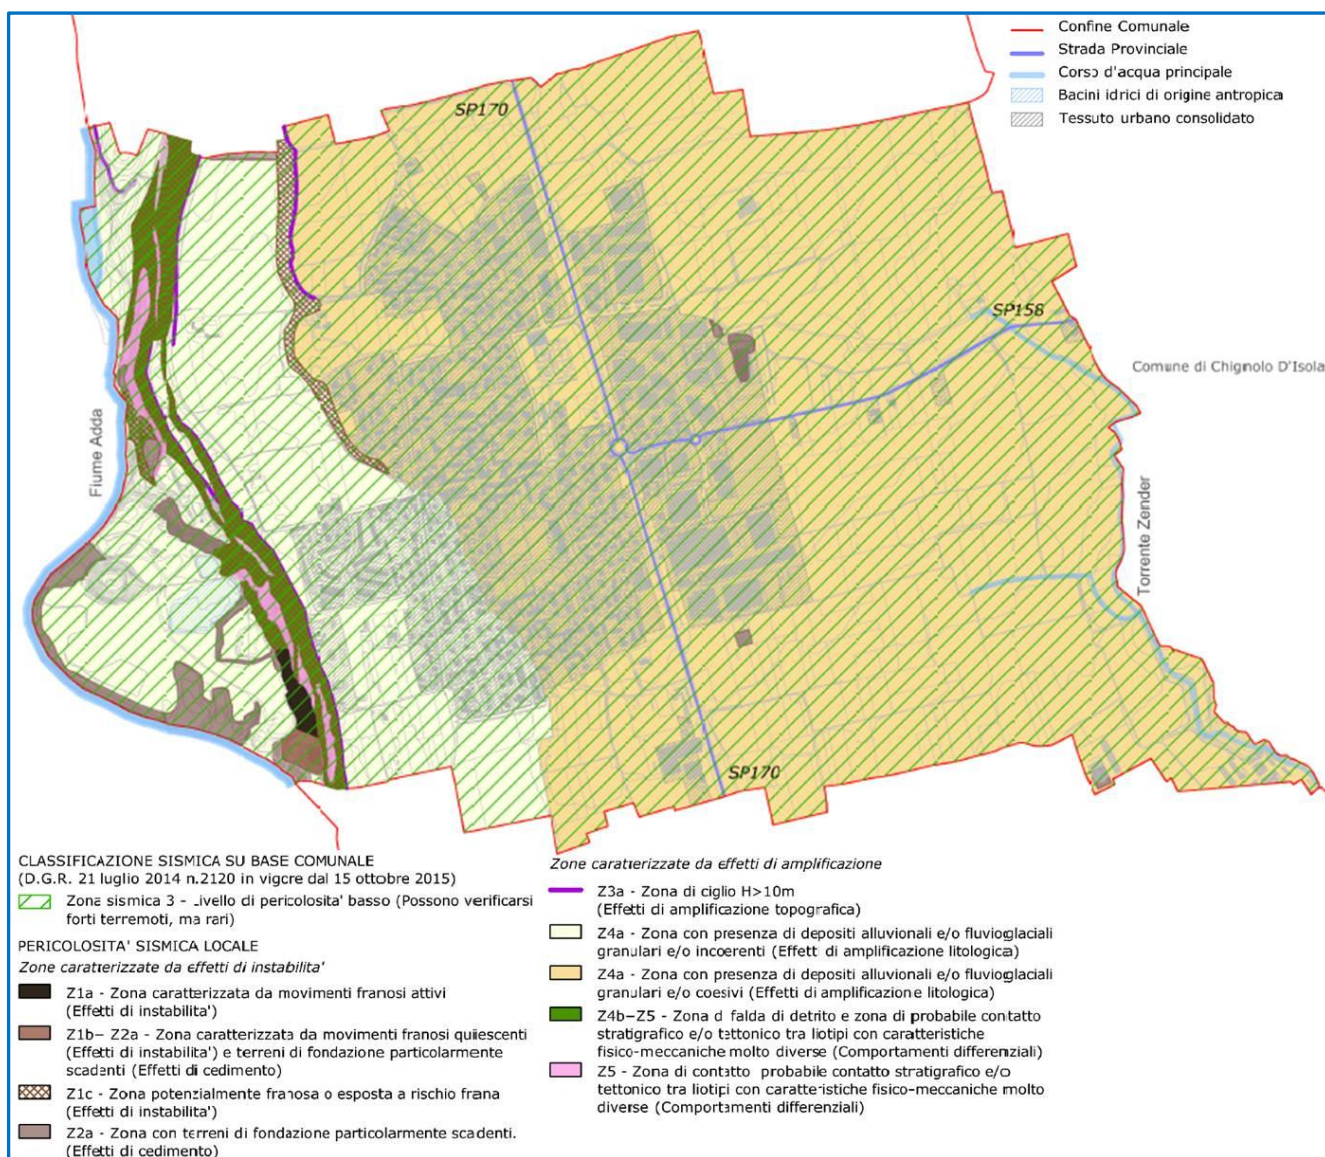 Confine Comunale
Strada Provinciale
Corso d'acqua principale
Bacini idrici di origine antropica
Tessuto urbano consolidato
SP170
SP158
Comune di Chignolo D'Isola
Fiume Adda
Torrente Zender
SP170
CLASSIFICAZIONE SISMICA SU BASE COMUNALE
(D.G.R. 21 luglio 2014 n.2120 in vigore dal 15 ottobre 2015)
Zona sismica 3 - Livello di pericolosita' basso (Possono verificarsi
forti terremoti, ma rari)
PERICOLOSITA' SISMICA LOCALE
Zone caratterizzate da effetti di instabilita'
Z1a - Zona caratterizzata da movimenti franosi attivi
(Effetti di instabilita')
Z1b- Z2a - Zona caratterizzata da movimenti franosi quiescenti
(Effetti di instabilita') e terreni di fondazione particolarmente
scadenti (Effetti di cedimento)
Z1c - Zona potenzialmente franosa o esposta a rischio frana
(Effetti di instabilita')
Z2a - Zona con terreni di fondazione particolarmente scadenti.
(Effetti di cedimento)
Zone caratterizzate da effetti di amplificazione
Z3a - Zona di ciglio H>10m
(Effetti di amplificazione topografica)
Z4a - Zona con presenza di depositi alluvionali e/o fluvioglaciali
granulari e/o incoerenti (Effetti di amplificazione litologica)
Z4a - Zona con presenza di depositi alluvionali e/o fluvioglaciali
granulari e/o coesivi (Effetti di amplificazione litologica)
Z4b-Z5 - Zona di falda di detrito e zona di probabile contatto
stratigrafico e/o tettonico tra liotipi con caratteristiche
fisico-meccaniche molto diverse (Comportamenti differenziali)
Z5 - Zona di contatto probabile contatto stratigrafico e/o
tettonico tra liotipi con caratteristiche fisico-meccaniche molto
diverse (Comportamenti differenziali)